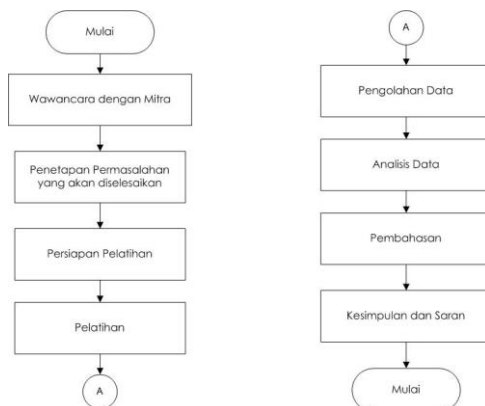 Mulai
Wawancara dengan Mitra
Penetapan Permasalahan
yang akan diselesaikan
Persiapan Pelatihan
Pelatihan
A
A
Pengolahan Data
Analisis Data
Pembahasan
Kesimpulan dan Saran
Mulai